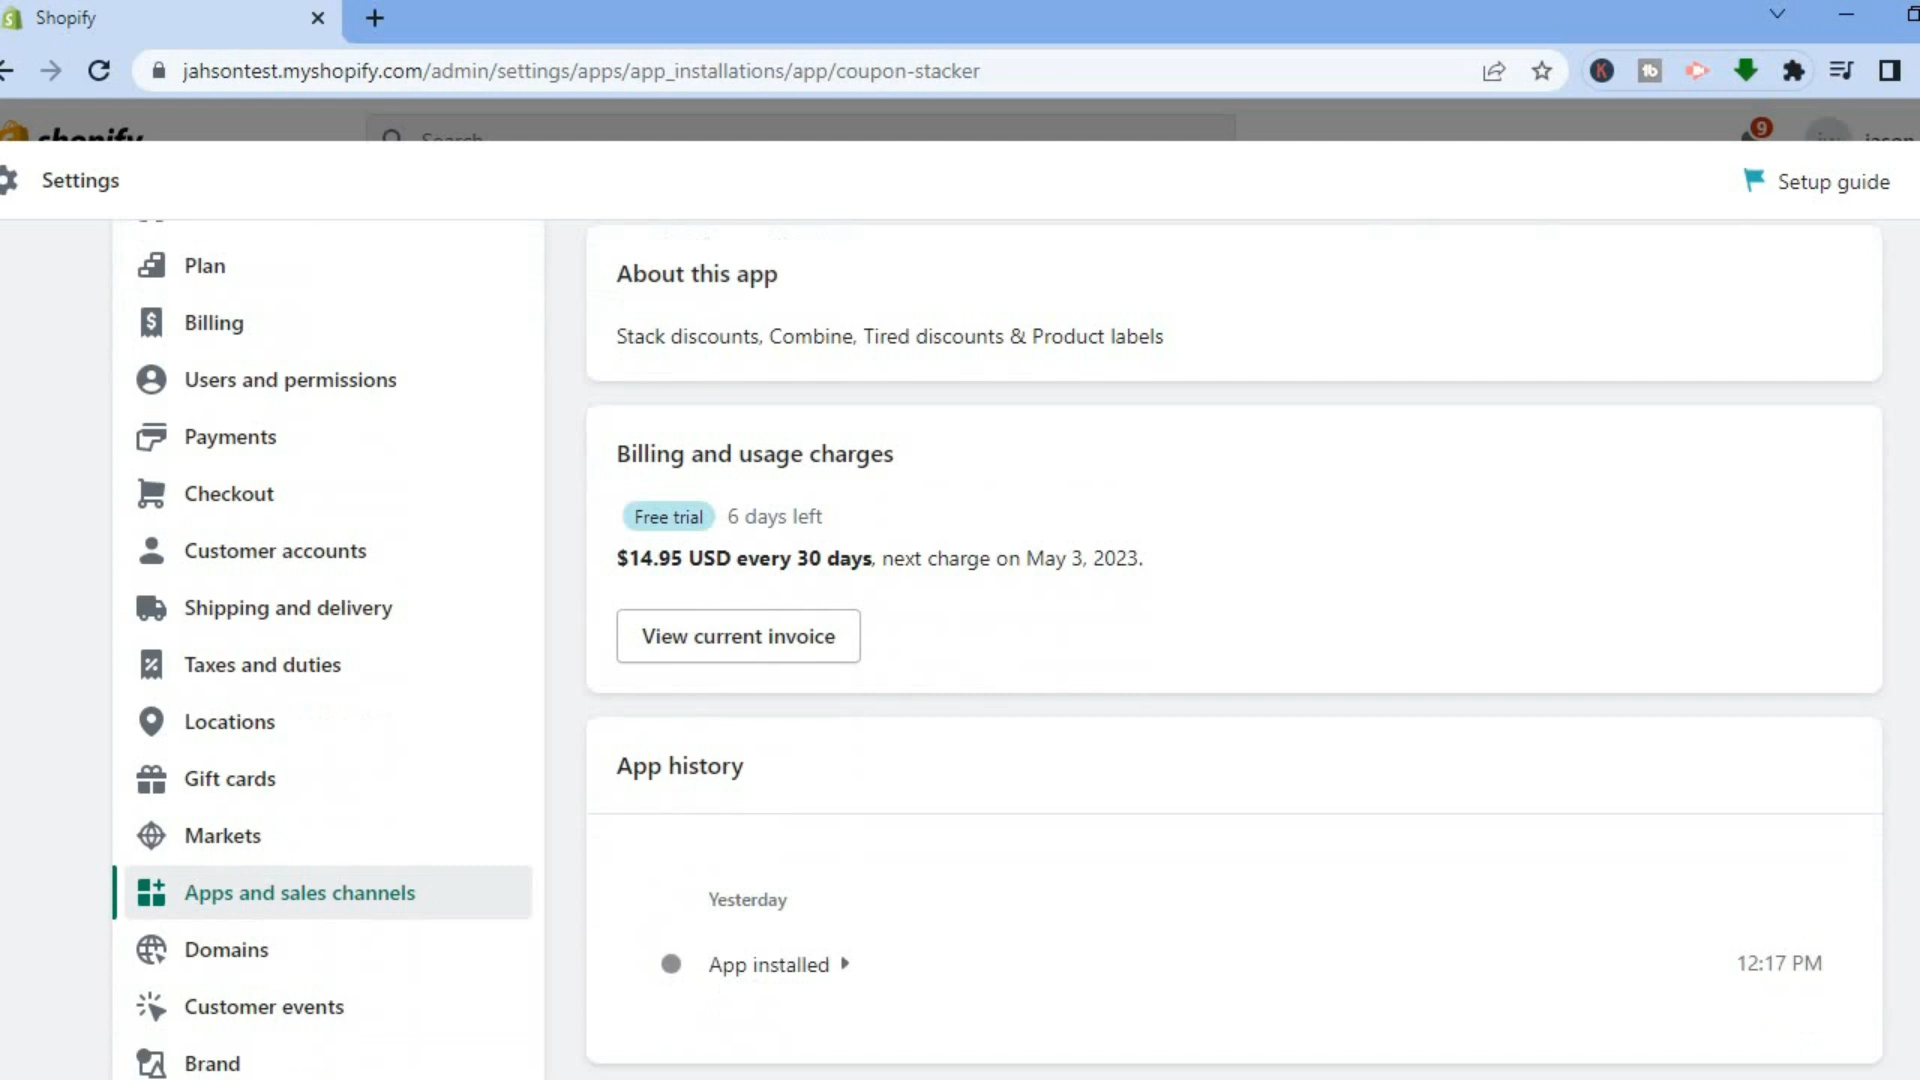 Shopify
jahsontest.myshopify.com/admin/settings/apps/app_installations/app/coupon-stacker
shopify
Search
9
jason
Settings
Setup guide
Plan
Billing
Users and permissions
Payments
Checkout
Customer accounts
Shipping and delivery
Taxes and duties
Locations
Gift cards
Markets
Apps and sales channels
Domains
Customer events
Brand
About this app
Stack discounts, Combine, Tired discounts & Product labels
Billing and usage charges
Free trial 6 days left
$14.95 USD every 30 days, next charge on May 3, 2023.
View current invoice
App history
Yesterday
App installed
12:17 PM